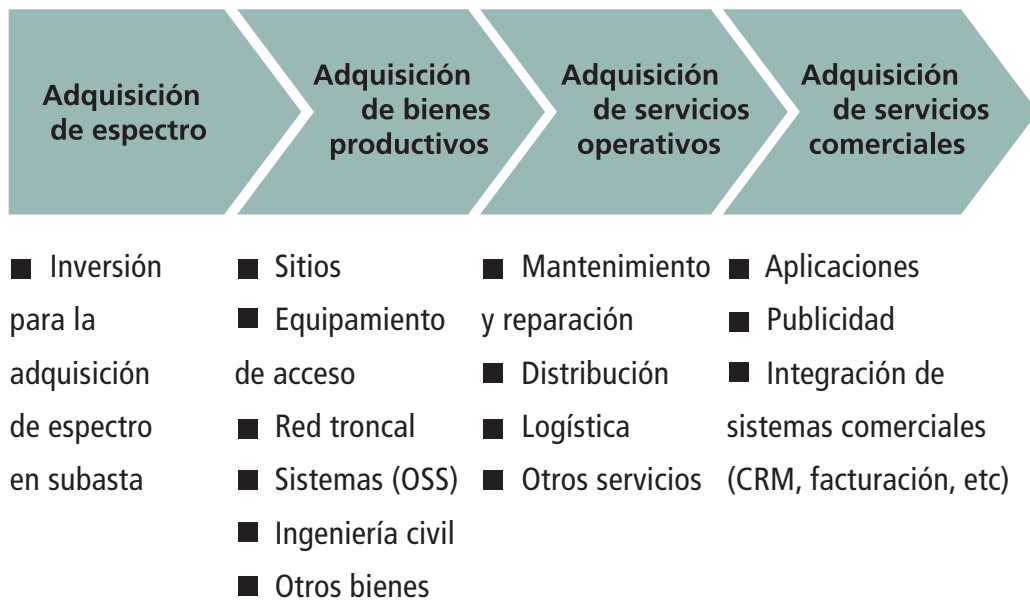 Adquisición
de espectro
Adquisición
de bienes
productivos
Adquisición
de servicios
operativos
Adquisición
de servicios
comerciales
■ Inversión
para la
adquisición
de espectro
en subasta
■ Sitios
■ Equipamiento
de acceso
■ Red troncal
■ Sistemas (OSS)
■ Ingeniería civil
■ Otros bienes
■ Mantenimiento
y reparación
■ Distribución
■ Logística
■ Otros servicios
■ Aplicaciones
■ Publicidad
■ Integración de
sistemas comerciales
(CRM, facturación, etc)